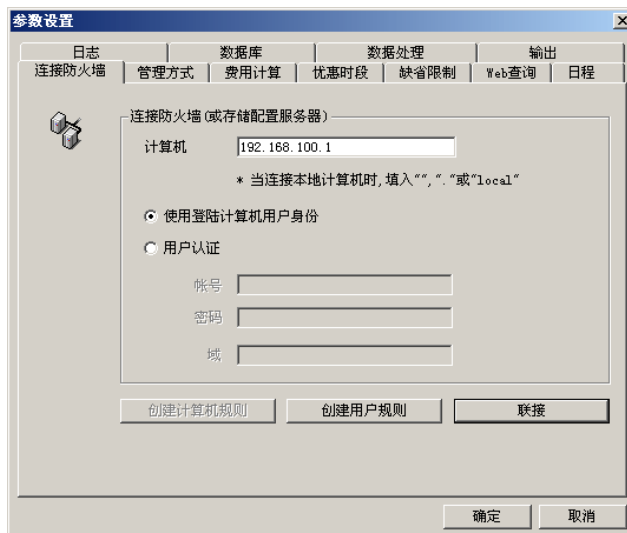 参数设置
日志 数据库 数据处理 输出
连接防火墙 管理方式 费用计算 优惠时段 缺省限制 Web查询 日程
连接防火墙(或存储配置服务器)
计算机 192.168.100.1
* 当连接本地计算机时,填入"","."或"local"
使用登陆计算机用户身份
用户认证
帐号
密码
域
创建计算机规则 创建用户规则 联接
确定 取消